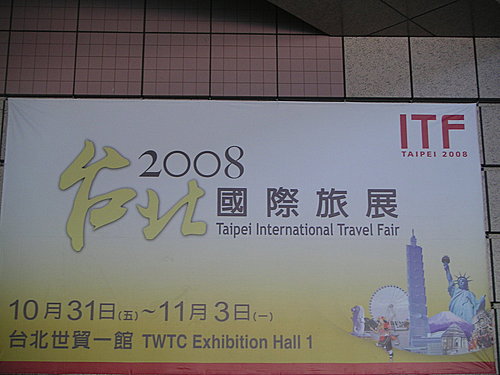 ITF
TAIPEI 2008
2008
台北
國際旅展
Taipei International Travel Fair
10月31日(五)~11月3日(一)
台北世貿一館 TWTC Exhibition Hall 1